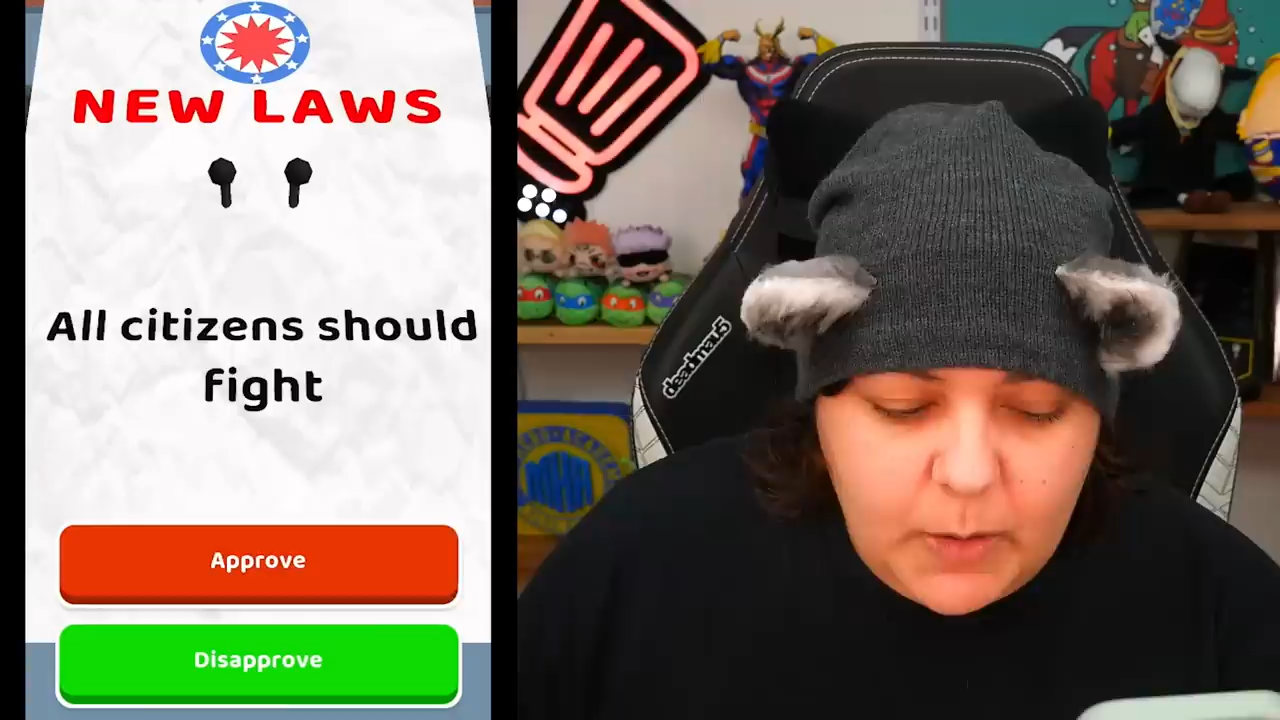 NEW LAWS
All citizens should
fight
Approve
Disapprove
deadmau5